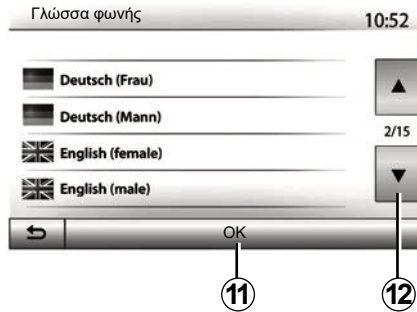 Γλώσσα φωνής
10:52
Deutsch (Frau)
Deutsch (Mann)
2/15
English (female)
English (male)
OK
11
12